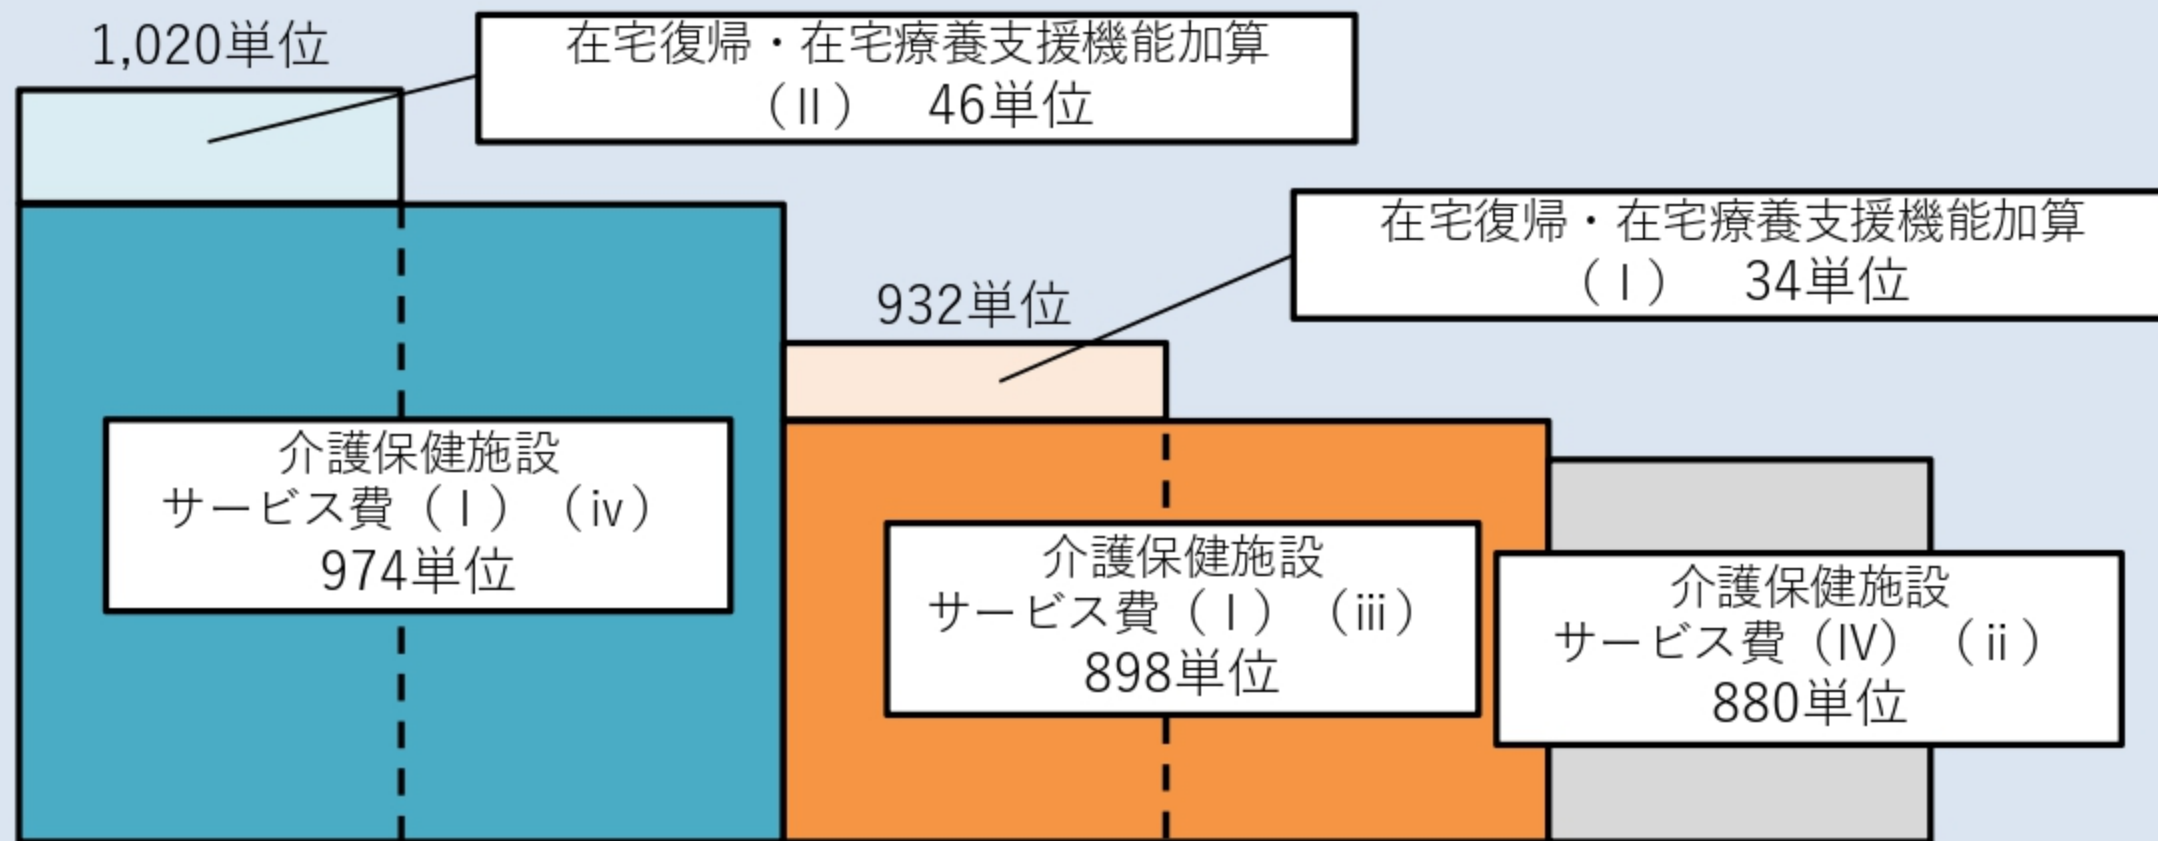 1,020単位
在宅復帰・在宅療養支援機能加算
（Ⅱ）　46単位
在宅復帰・在宅療養支援機能加算
（Ⅰ）　34単位
932単位
介護保健施設
サービス費（Ⅰ）（ⅳ）
974単位
介護保健施設
サービス費（Ⅰ）（ⅲ）
898単位
介護保健施設
サービス費（Ⅳ）（ⅱ）
880単位